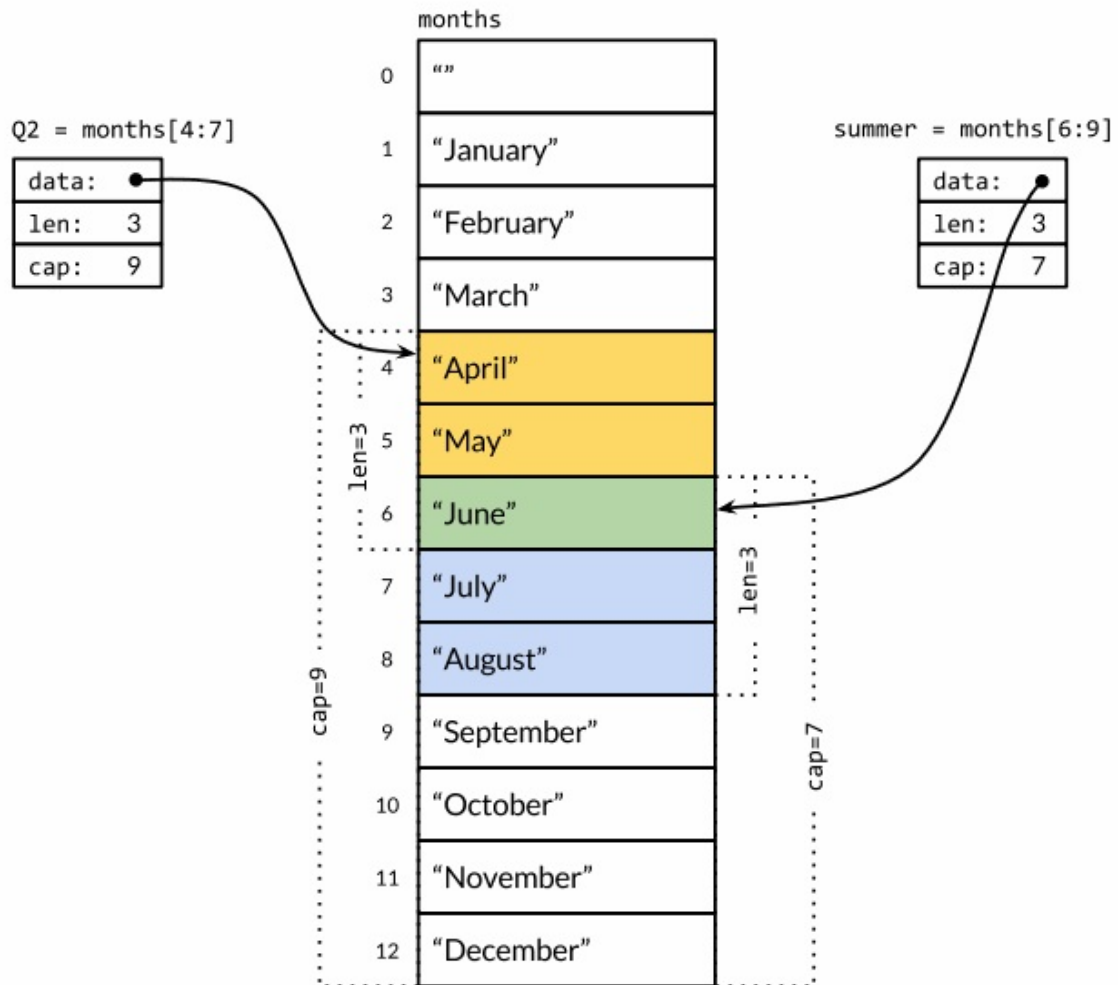 months
0 “”
Q2 = months[4:7]
data:
len: 3
cap: 9
summer = months[6:9]
data:
len: 3
cap: 7
1 “January”
2 “February”
3 “March”
4 “April”
5 “May”
6 “June”
7 “July”
8 “August”
9 “September”
10 “October”
11 “November”
12 “December”
len=3
cap=9
len=3
cap=7